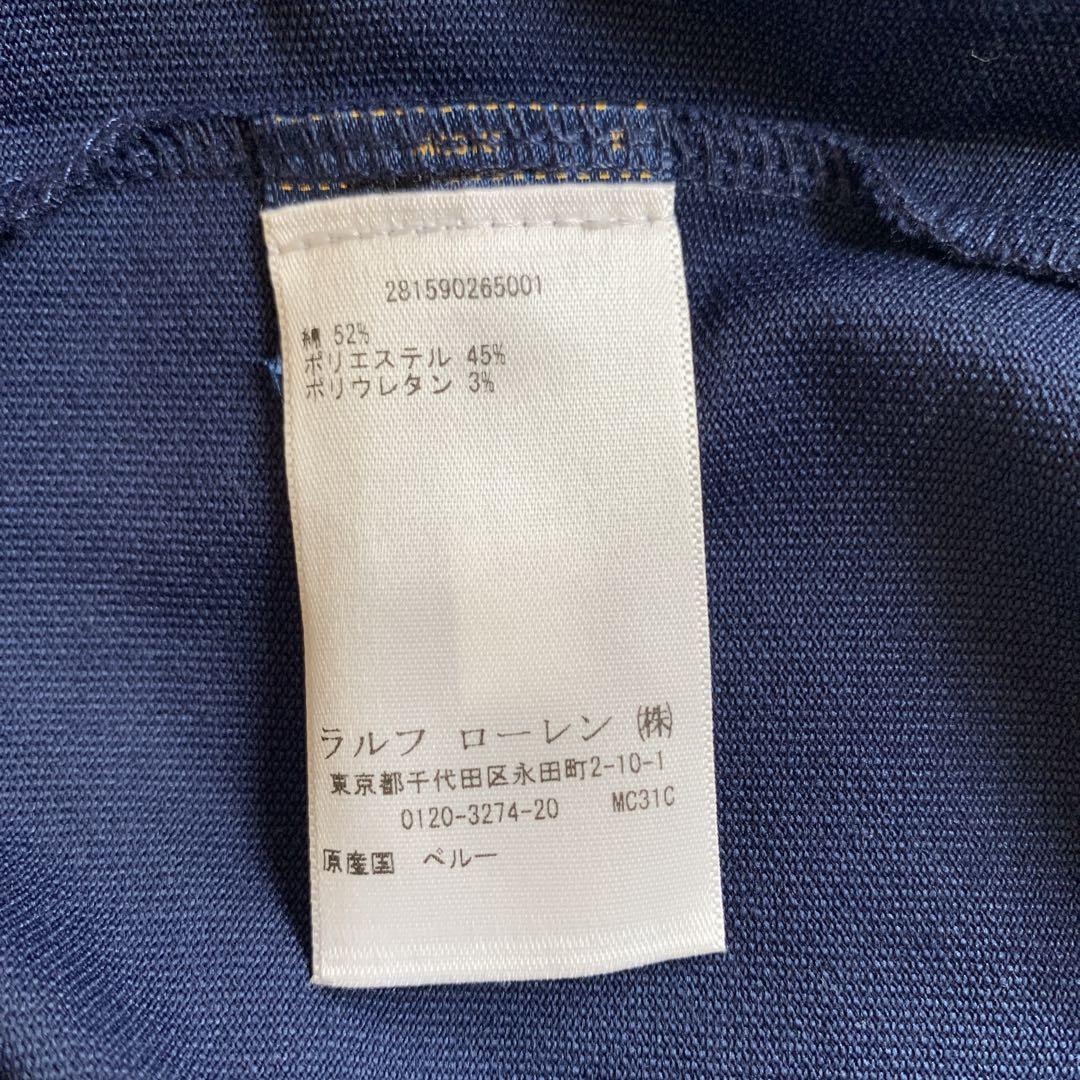 281590265001
綿 52%
ポリエステル 45%
ポリウレタン 3%
ラルフ ローレン ㈱
東京都千代田区永田町2-10-1
0120-3274-20 MC31C
原産国 ペルー